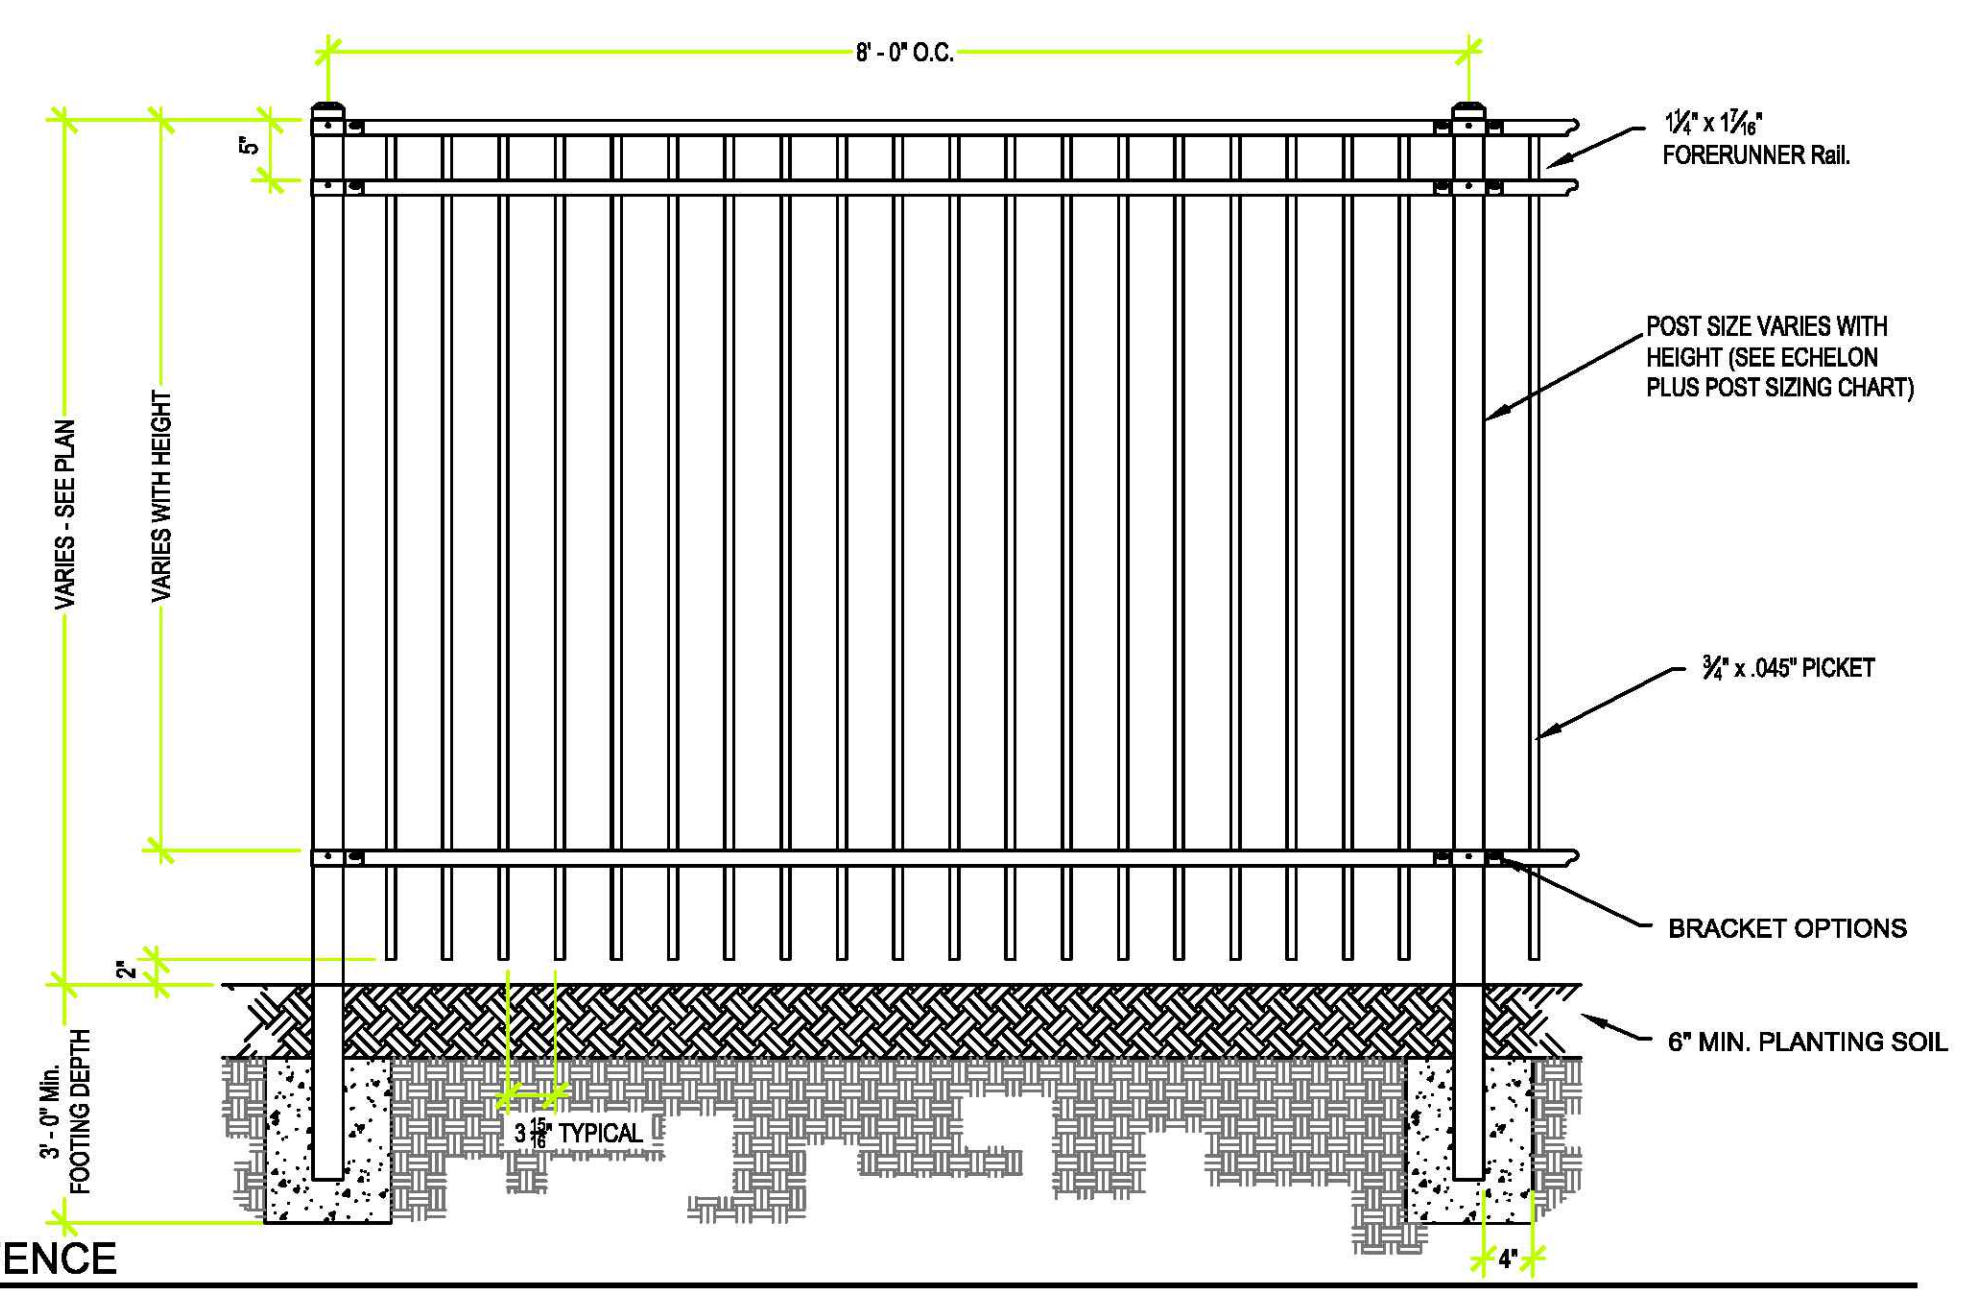 8' - 0" O.C.
5"
1¼" x 1 7⁄16"
FORERUNNER Rail.
POST SIZE VARIES WITH
HEIGHT (SEE ECHELON
PLUS POST SIZING CHART)
VARIES - SEE PLAN
VARIES WITH HEIGHT
¾" x .045" PICKET
BRACKET OPTIONS
2"
6" MIN. PLANTING SOIL
3' - 0" Min.
FOOTING DEPTH
3 15⁄16" TYPICAL
4"
ENCE